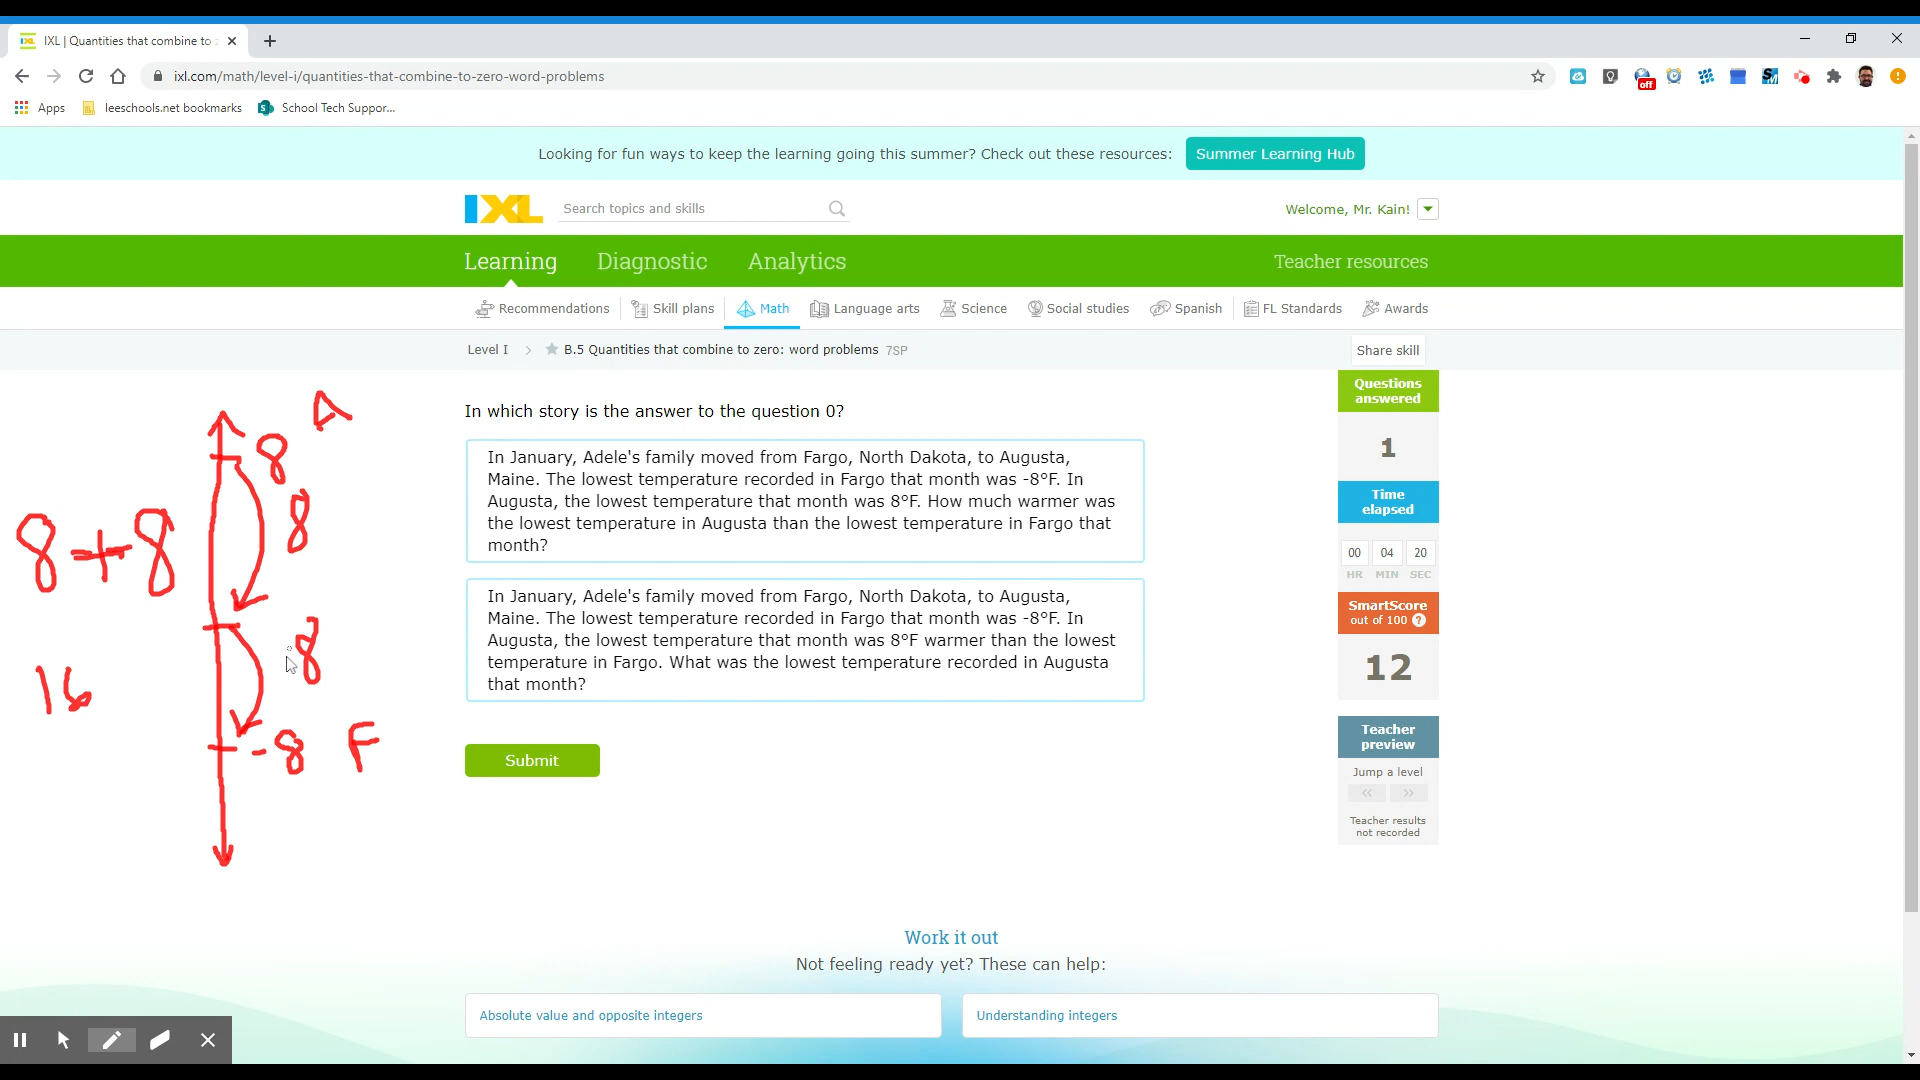 IXL | Quantities that combine to
ixl.com/math/level-i/quantities-that-combine-to-zero-word-problems
off
Apps
leeschools.net bookmarks
School Tech Suppor...
Looking for fun ways to keep the learning going this summer? Check out these resources:
Summer Learning Hub
IXL
Search topics and skills
Welcome, Mr. Kain!
Learning
Diagnostic
Analytics
Teacher resources
Recommendations
Skill plans
Math
Language arts
Science
Social studies
Spanish
FL Standards
Awards
Level I > B.5 Quantities that combine to zero: word problems 7SP
Share skill
In which story is the answer to the question 0?
In January, Adele's family moved from Fargo, North Dakota, to Augusta,
Maine. The lowest temperature recorded in Fargo that month was -8°F. In
Augusta, the lowest temperature that month was 8°F. How much warmer was
the lowest temperature in Augusta than the lowest temperature in Fargo that
month?
In January, Adele's family moved from Fargo, North Dakota, to Augusta,
Maine. The lowest temperature recorded in Fargo that month was -8°F. In
Augusta, the lowest temperature that month was 8°F warmer than the lowest
temperature in Fargo. What was the lowest temperature recorded in Augusta
that month?
Submit
A
8
8
8+8
8
16
-8 F
Questions
answered
1
Time
elapsed
00 04 20
HR MIN SEC
SmartScore
out of 100 ?
12
Teacher
preview
Jump a level
<< >>
Teacher results
not recorded
Work it out
Not feeling ready yet? These can help:
Absolute value and opposite integers
Understanding integers